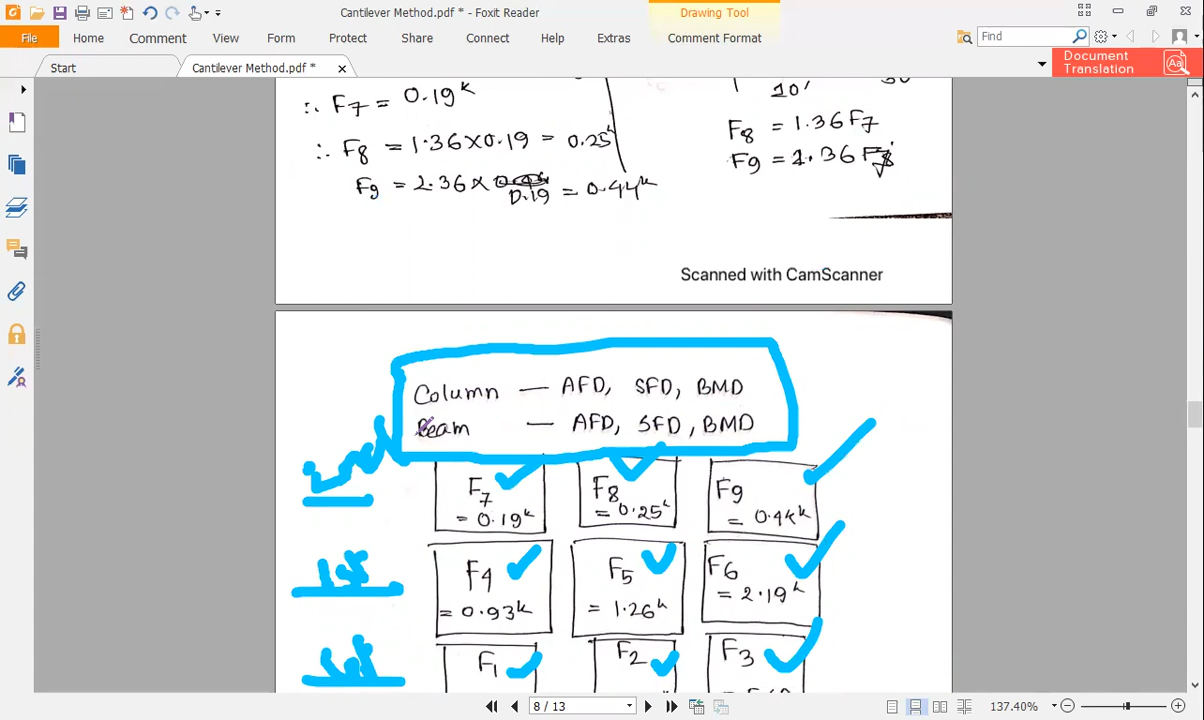 Cantilever Method.pdf * - Foxit Reader
Drawing Tool
File Home Comment View Form Protect Share Connect Help Extras Comment Format Find
Document Translation
Start Cantilever Method.pdf *
∴ F7 = 0.19k
∴ F8 = 1.36×0.19 = 0.25k
F9 = 2.36× 0.19 = 0.44k
10'
F8 = 1.36F7
F9 = 2.36 F7
Scanned with CamScanner
Column — AFD, SFD, BMD
Beam — AFD, SFD, BMD
F7 = 0.19k
F8 = 0.25k
F9 = 0.44k
F4 = 0.93k
F5 = 1.26k
F6 = 2.19k
F1
F2
F3
8 / 13
137.40%